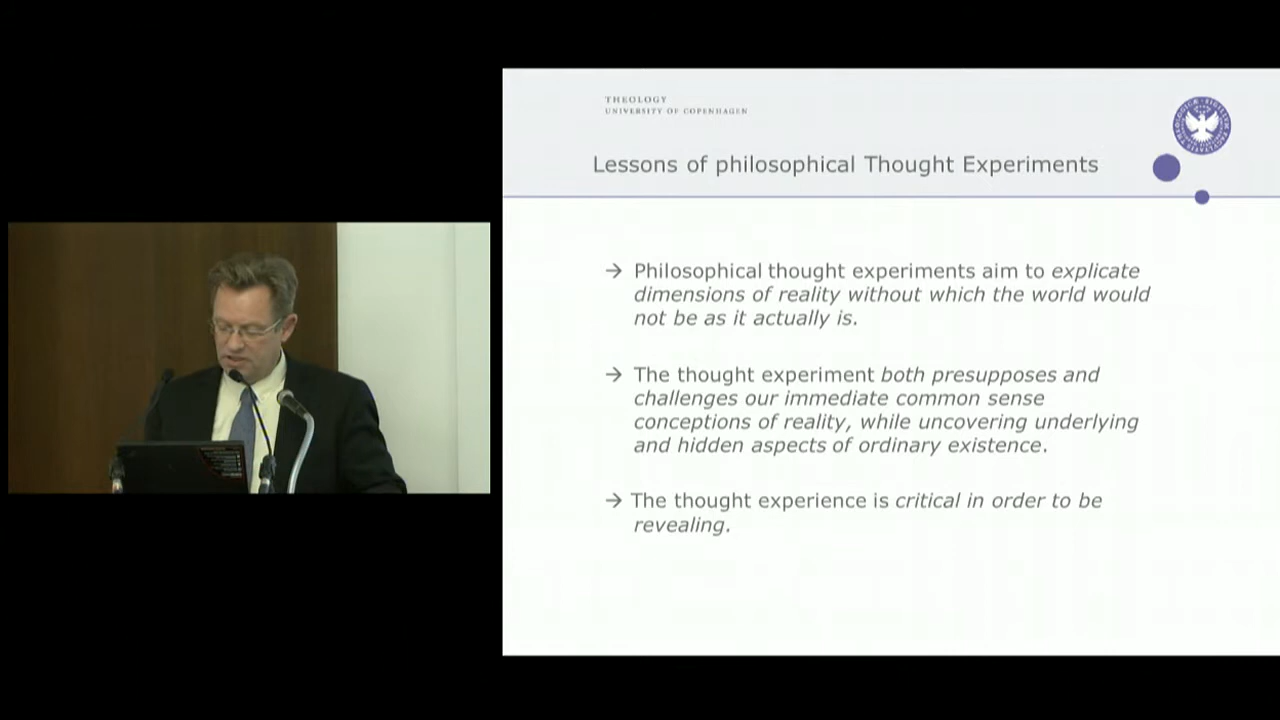 THEOLOGY
UNIVERSITY OF COPENHAGEN
Lessons of philosophical Thought Experiments
→ Philosophical thought experiments aim to explicate
dimensions of reality without which the world would
not be as it actually is.
→ The thought experiment both presupposes and
challenges our immediate common sense
conceptions of reality, while uncovering underlying
and hidden aspects of ordinary existence.
→ The thought experience is critical in order to be
revealing.